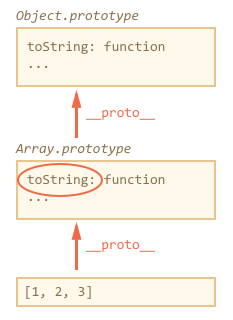 Object.prototype
toString: function
...
__proto__
Array.prototype
toString: function
...
__proto__
[1, 2, 3]